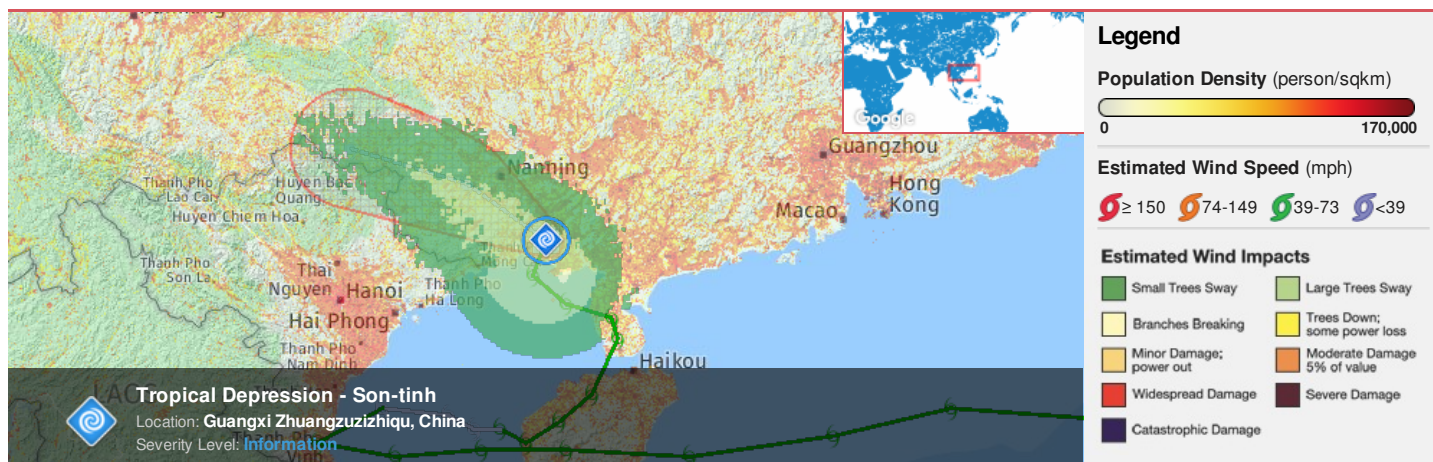 Nanning
Guangzhou
Hong
Kong
Macao
Thanh Pho
Lao Cai
Huyen Bac
Quang
Huyen Chiem Hoa
Thanh Pho
Son La
Thai
Nguyen
Hanoi
Thanh Pho
Ha Long
Hai Phong
Thanh Pho
Nam Dinh
Haikou
Google
Tropical Depression - Son-tinh
Location: Guangxi Zhuangzuzizhiqu, China
Severity Level: Information
Legend
Population Density (person/sqkm)
0 170,000
Estimated Wind Speed (mph)
≥ 150 74-149 39-73 <39
Estimated Wind Impacts
Small Trees Sway
Large Trees Sway
Branches Breaking
Trees Down;
some power loss
Minor Damage;
power out
Moderate Damage
5% of value
Widespread Damage
Severe Damage
Catastrophic Damage